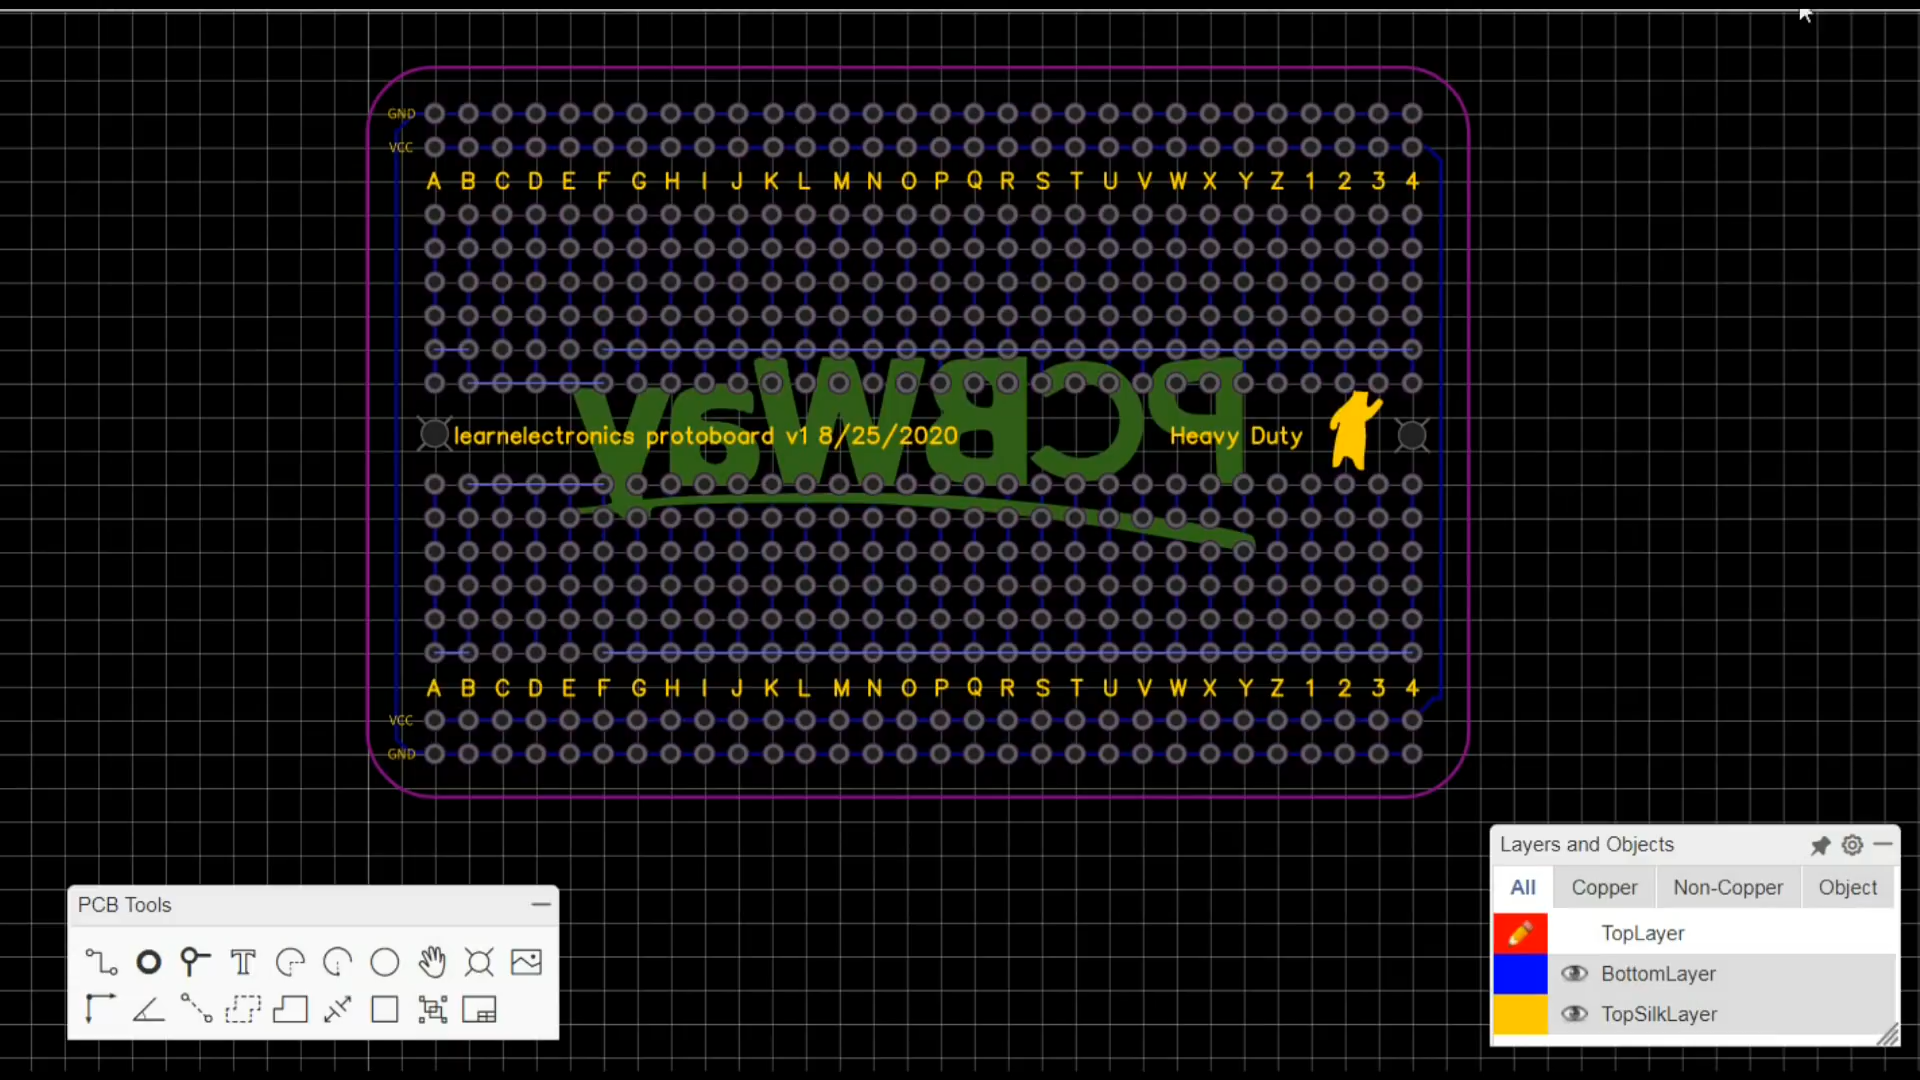 GND
VCC
A B C D E F G H I J K L M N O P Q R S T U V W X Y Z 1 2 3 4
PCBWay
learnelectronics protoboard v1 8/25/2020 Heavy Duty
A B C D E F G H I J K L M N O P Q R S T U V W X Y Z 1 2 3 4
VCC
GND
Layers and Objects
All Copper Non-Copper Object
TopLayer
BottomLayer
TopSilkLayer
PCB Tools
T